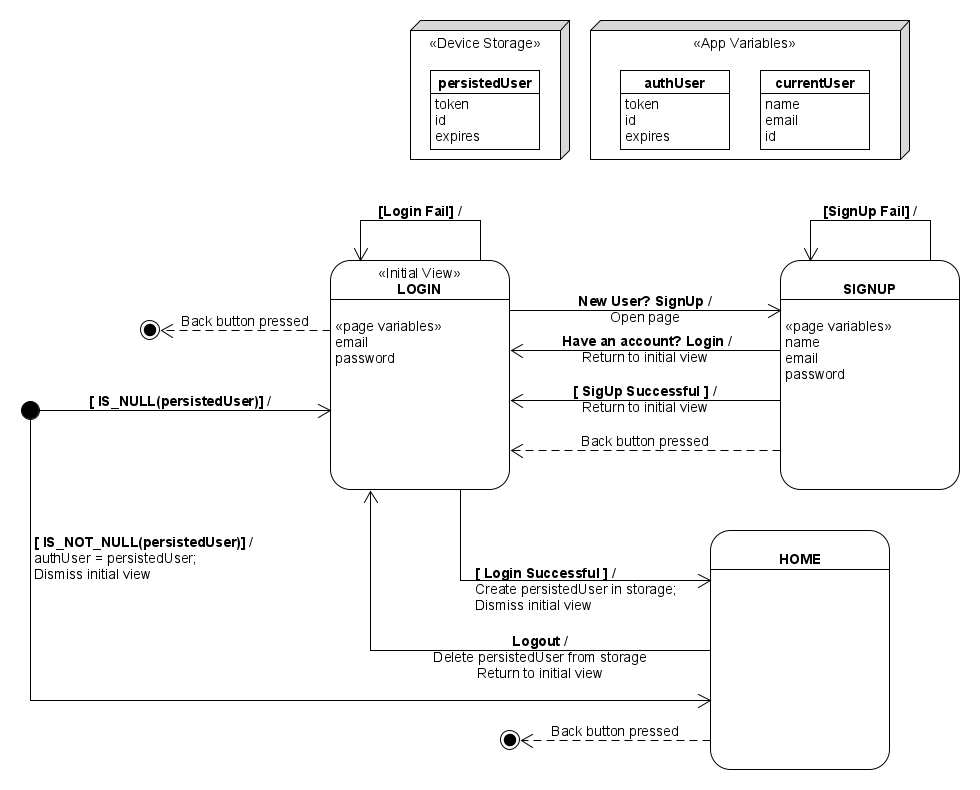 «Device Storage»
persistedUser
token
id
expires
«App Variables»
authUser
token
id
expires
currentUser
name
email
id
[Login Fail] /
[SignUp Fail] /
«Initial View»
LOGIN
«page variables»
email
password
SIGNUP
«page variables»
name
email
password
Back button pressed
New User? SignUp /
Open page
Have an account? Login /
Return to initial view
[ SigUp Successful ] /
Return to initial view
Back button pressed
[ IS_NULL(persistedUser)] /
[ IS_NOT_NULL(persistedUser)] /
authUser = persistedUser;
Dismiss initial view
HOME
[ Login Successful ] /
Create persistedUser in storage;
Dismiss initial view
Logout /
Delete persistedUser from storage
Return to initial view
Back button pressed